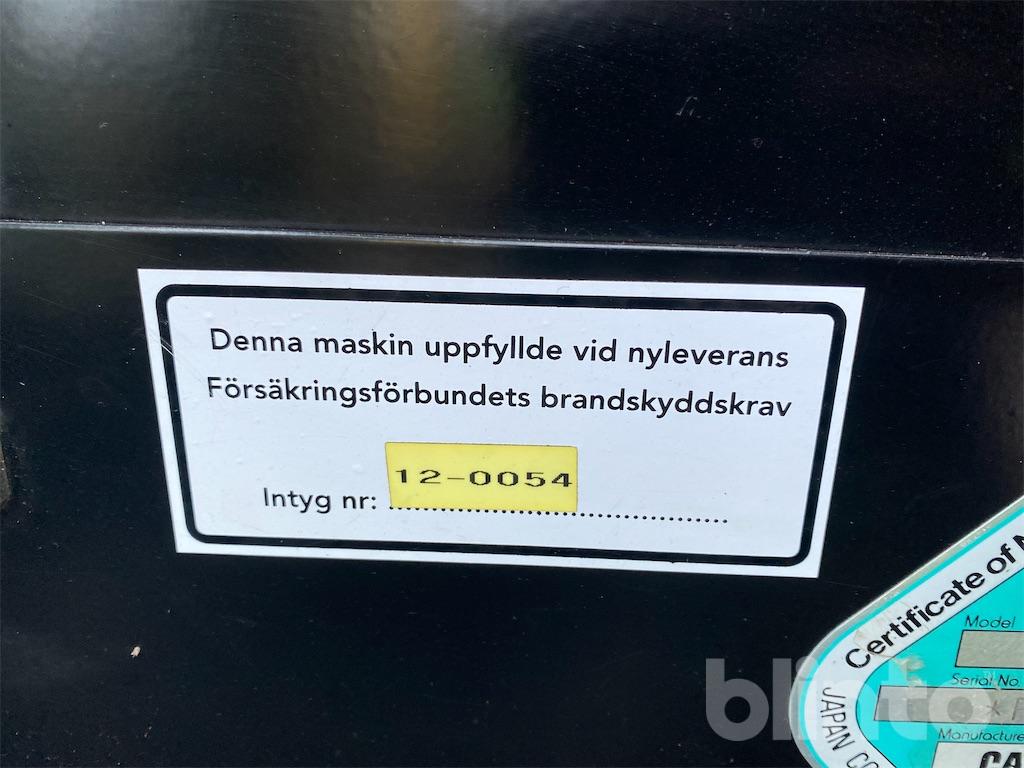 Denna maskin uppfyllde vid nyleverans
Försäkringsförbundets brandskyddskrav
12-0054
Intyg nr:
Certificate of
Model
Serial No.
JAPAN
Manufacture
blinto